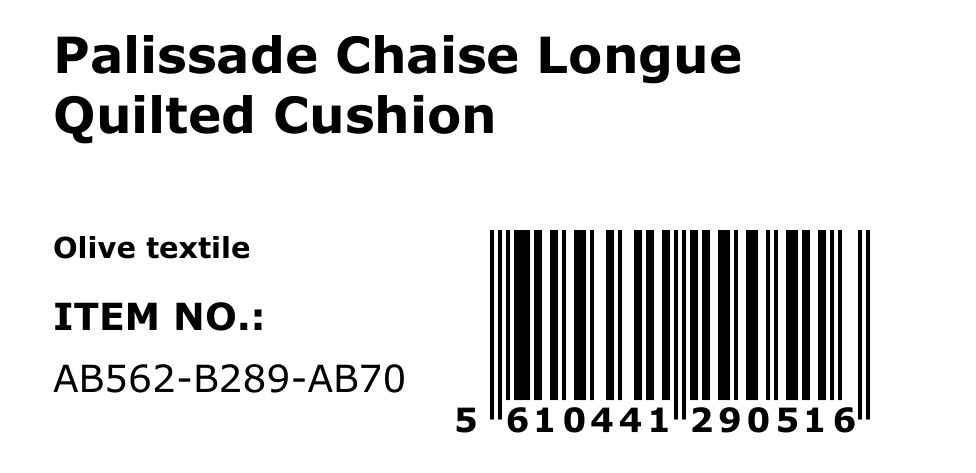 Palissade Chaise Longue
Quilted Cushion
Olive textile
ITEM NO.:
AB562-B289-AB70
5 610441 290516